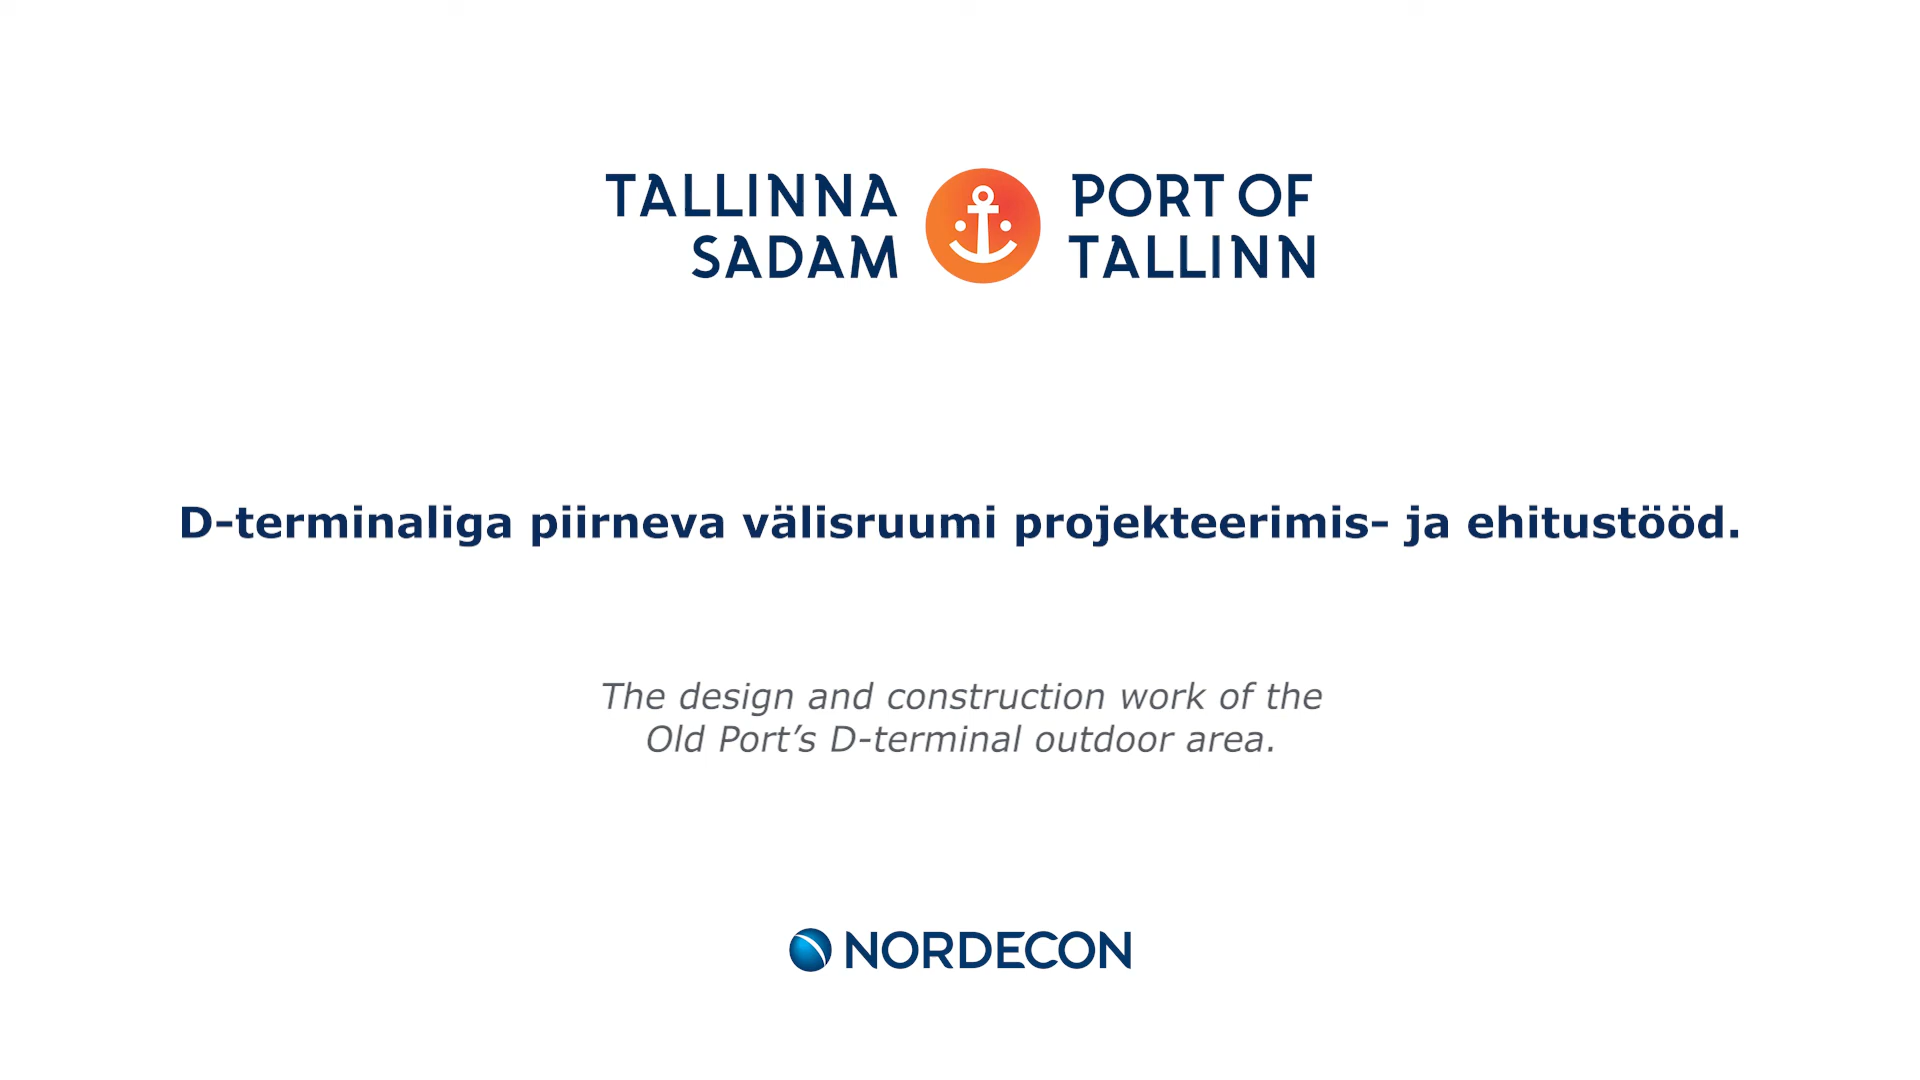 TALLINNA
SADAM
PORT OF
TALLINN
D-terminaliga piirneva välisruumi projekteerimis- ja ehitustööd.
The design and construction work of the
Old Port’s D-terminal outdoor area.
NORDECON